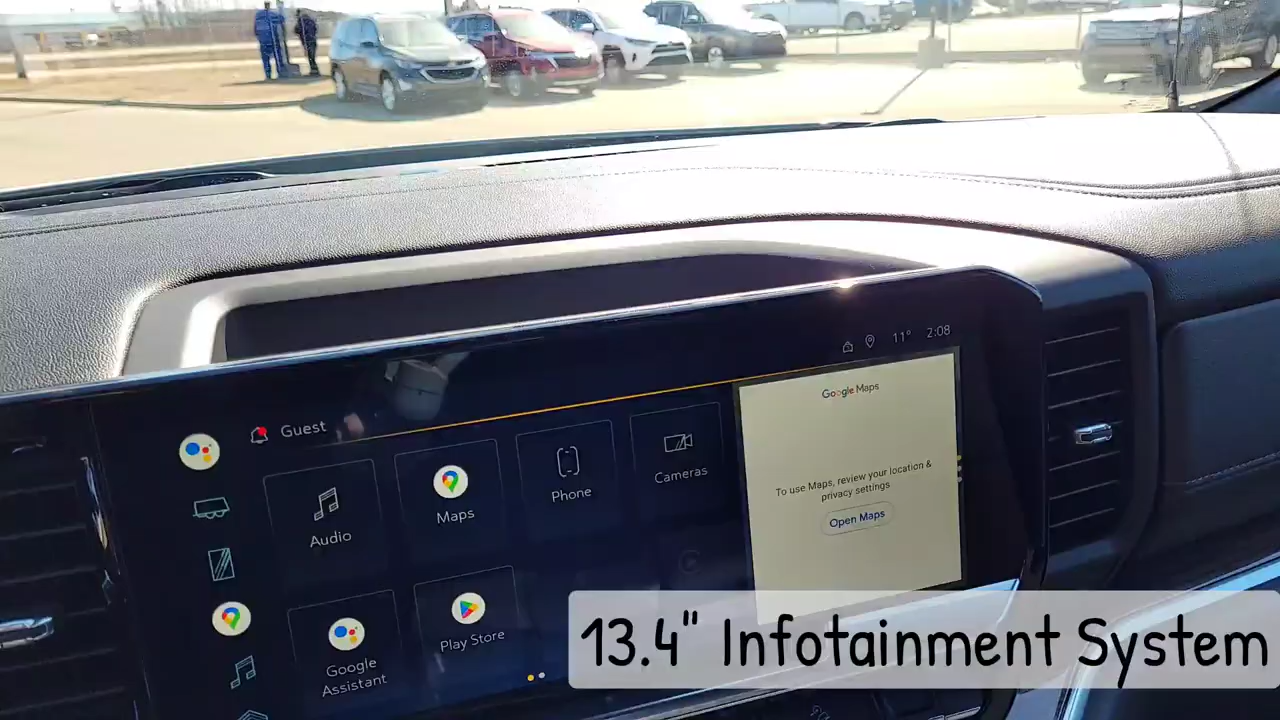 11° 2:08
Guest
Google Maps
Audio
Maps
Phone
Cameras
To use Maps, review your location &
privacy settings
Open Maps
Google
Assistant
Play Store
13.4" Infotainment System